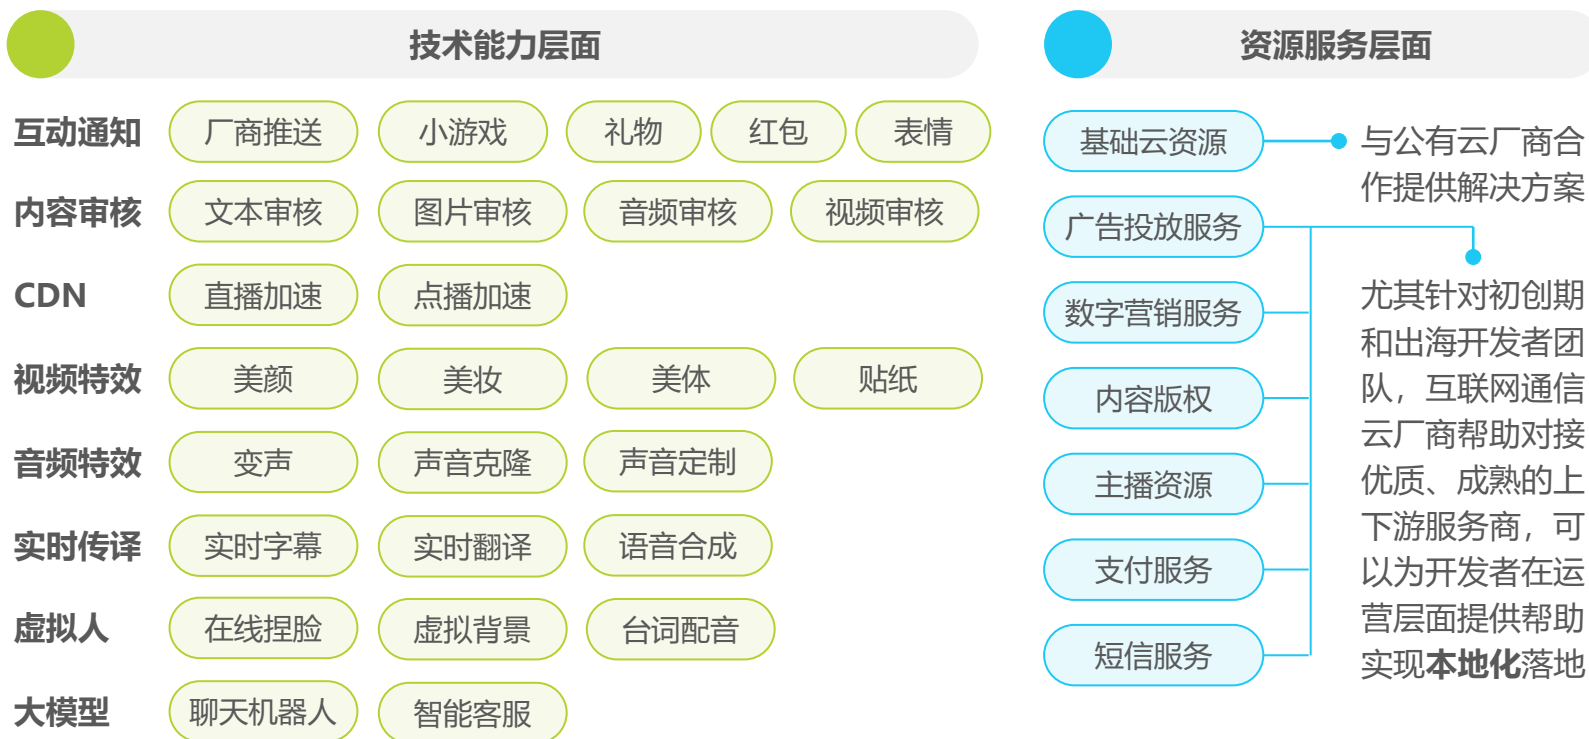 技术能力层面
互动通知 厂商推送 小游戏 礼物 红包 表情
内容审核 文本审核 图片审核 音频审核 视频审核
CDN 直播加速 点播加速
视频特效 美颜 美妆 美体 贴纸
音频特效 变声 声音克隆 声音定制
实时传译 实时字幕 实时翻译 语音合成
虚拟人 在线捏脸 虚拟背景 台词配音
大模型 聊天机器人 智能客服
资源服务层面
基础云资源
广告投放服务
数字营销服务
内容版权
主播资源
支付服务
短信服务
与公有云厂商合
作提供解决方案
尤其针对初创期
和出海开发者团
队，互联网通信
云厂商帮助对接
优质、成熟的上
下游服务商，可
以为开发者在运
营层面提供帮助
实现本地化落地